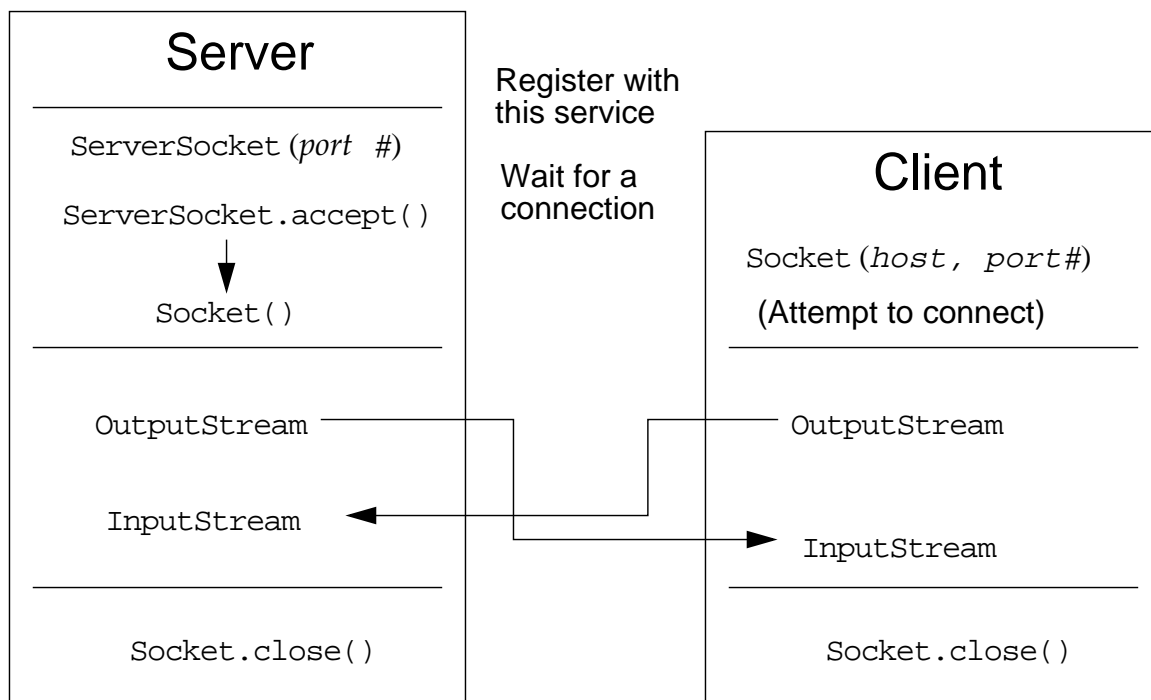 Server
ServerSocket (port #)
ServerSocket.accept()
Socket()
OutputStream
InputStream
Socket.close()
Register with
this service
Wait for a
connection
Client
Socket (host, port#)
(Attempt to connect)
OutputStream
InputStream
Socket.close()